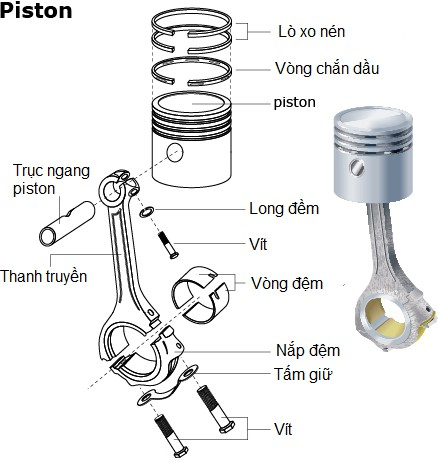 Piston
Lò xo nén
Vòng chắn dầu
piston
Trục ngang
piston
Long đềm
Vít
Thanh truyền
Vòng đệm
Nắp đệm
Tấm giữ
Vít